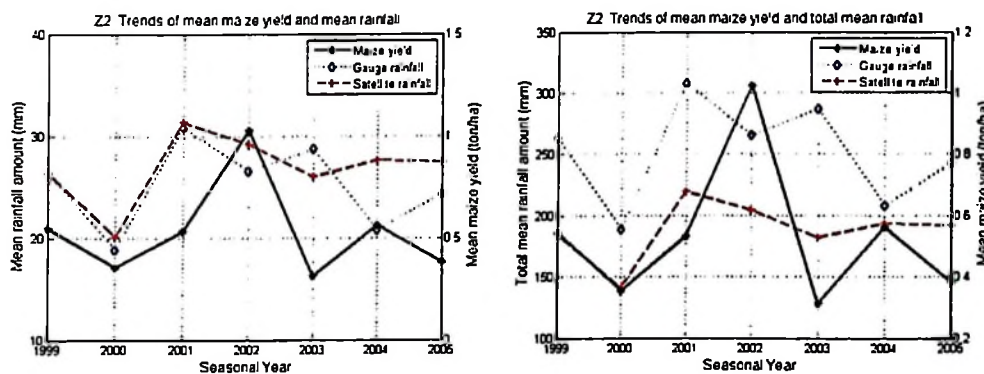 Z2 Trends of mean maize yield and mean rainfall
Maize yield
Gauge rainfall
Satellite rainfall
Mean rainfall amount (mm)
40
30
20
10
1.5
1
0.5
0
Mean maize yield (ton/ha)
1999 2000 2001 2002 2003 2004 2005
Seasonal Year
Z2 Trends of mean maize yield and total mean rainfall
Maize yield
Gauge rainfall
Satellite rainfall
Total mean rainfall amount (mm)
350
300
250
200
150
100
1.2
1
0.8
0.6
0.4
0.2
Mean maize yield (ton/ha)
1999 2000 2001 2002 2003 2004 2005
Seasonal Year